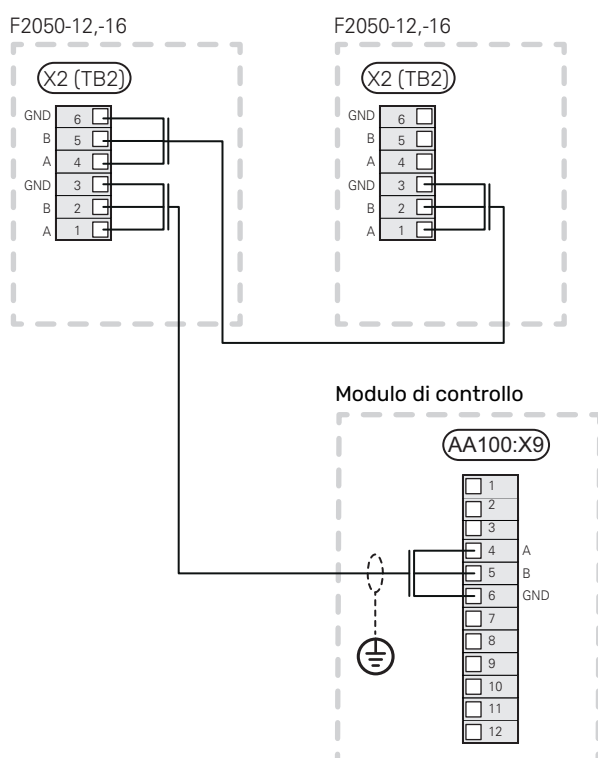 F2050-12,-16
X2 (TB2)
GND 6
B 5
A 4
GND 3
B 2
A 1
F2050-12,-16
X2 (TB2)
GND 6
B 5
A 4
GND 3
B 2
A 1
Modulo di controllo
AA100:X9
1
2
3
4 A
5 B
6 GND
7
8
9
10
11
12